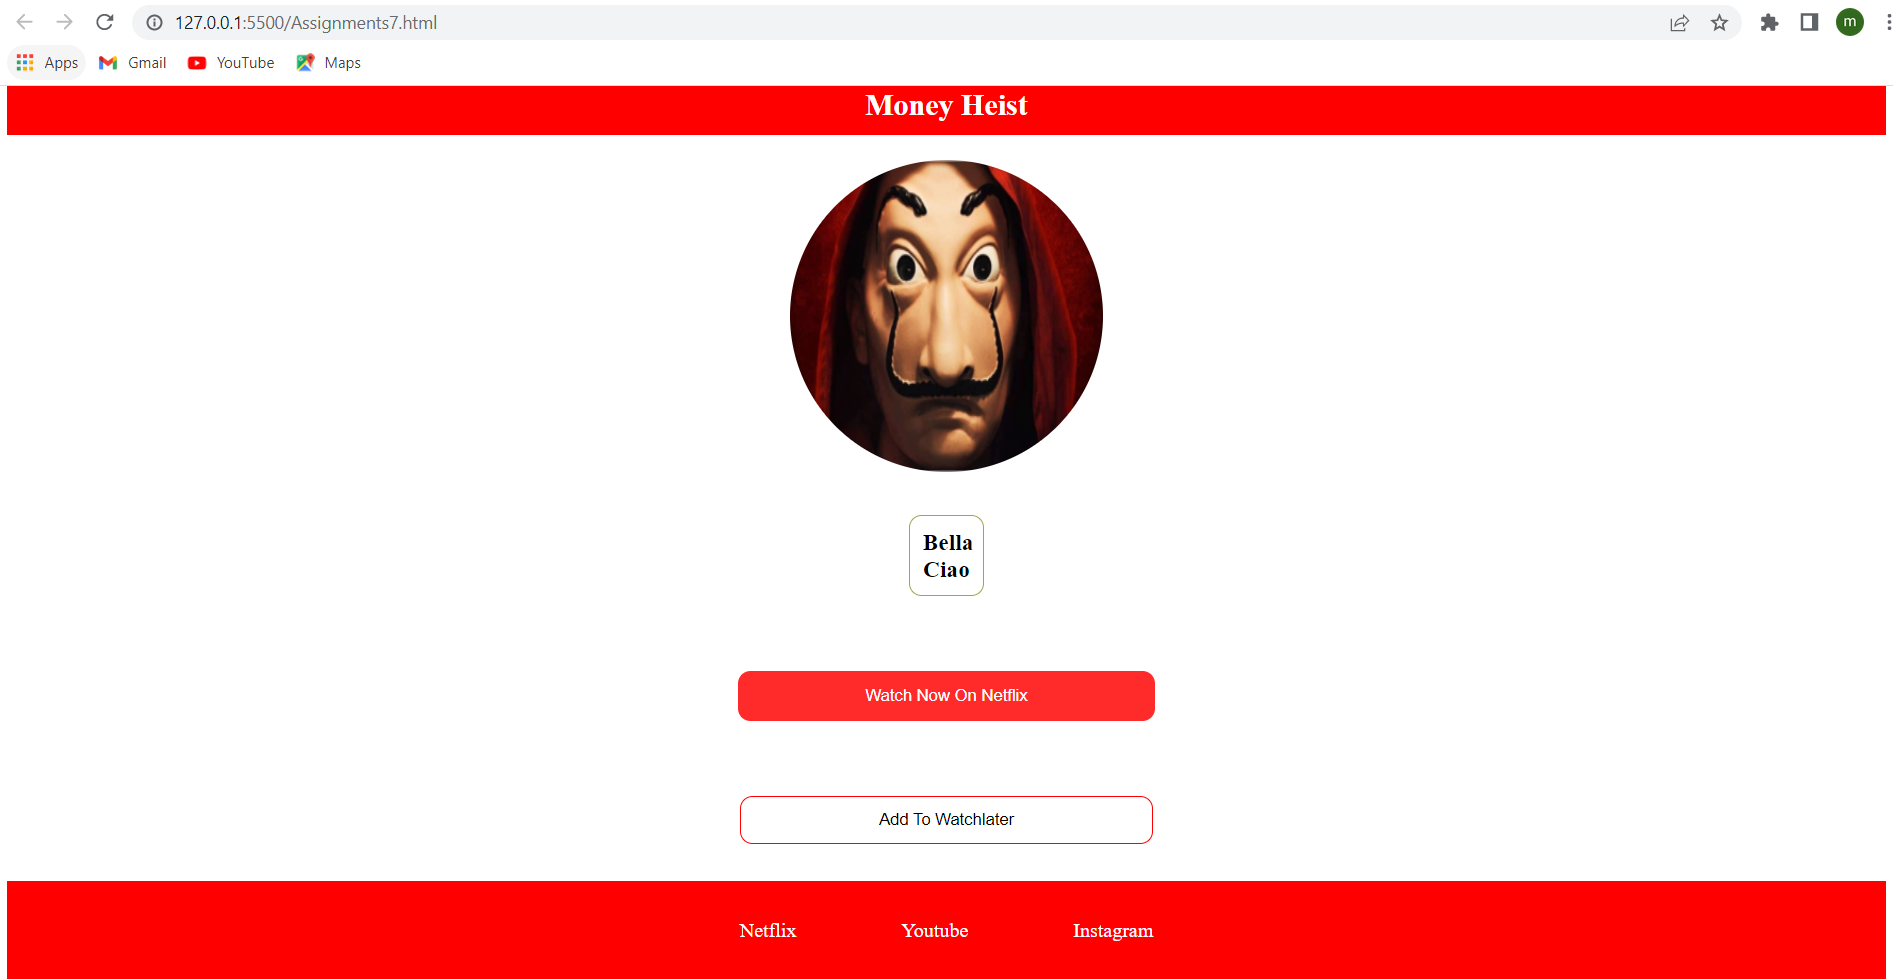 127.0.0.1:5500/Assignments7.html
m
Apps
Gmail
YouTube
Maps
Money Heist
Bella
Ciao
Watch Now On Netflix
Add To Watchlater
Netflix
Youtube
Instagram